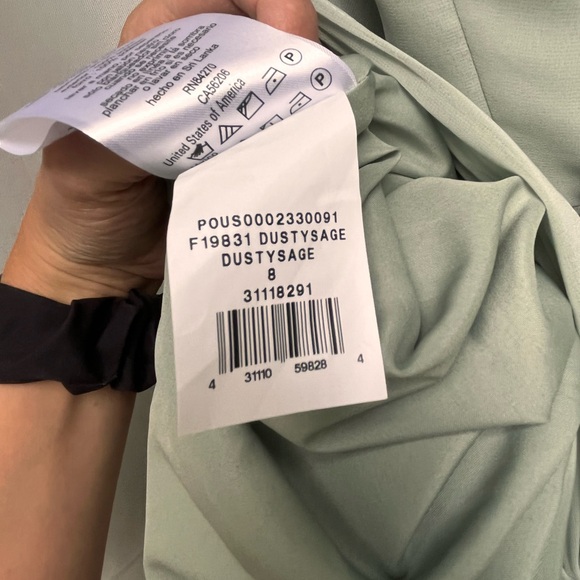 planchar
hecho en Sri Lanka
RN84270
CA56206
United States of America
P
P
POUS0002330091
F19831 DUSTYSAGE
DUSTYSAGE
8
31118291
4 31110 59828 4